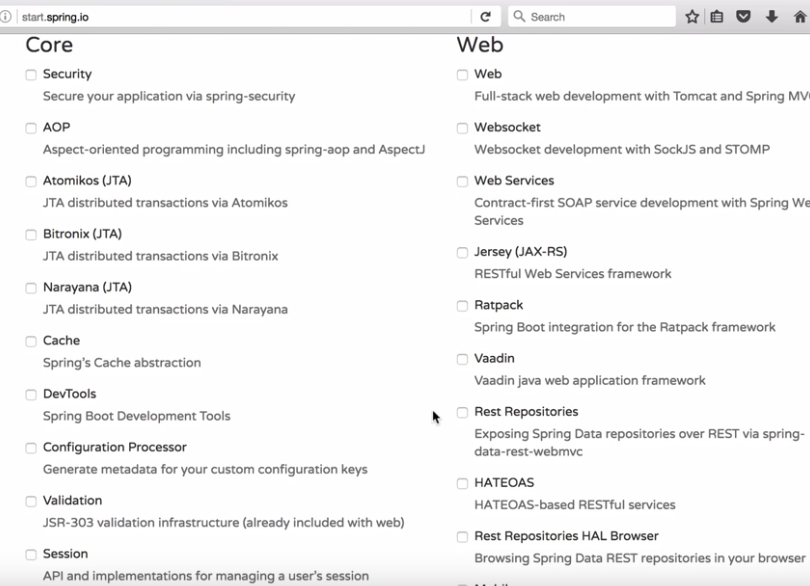 start.spring.io
Search
Core
Security
Secure your application via spring-security
AOP
Aspect-oriented programming including spring-aop and AspectJ
Atomikos (JTA)
JTA distributed transactions via Atomikos
Bitronix (JTA)
JTA distributed transactions via Bitronix
Narayana (JTA)
JTA distributed transactions via Narayana
Cache
Spring's Cache abstraction
DevTools
Spring Boot Development Tools
Configuration Processor
Generate metadata for your custom configuration keys
Validation
JSR-303 validation infrastructure (already included with web)
Session
API and implementations for managing a user's session
Web
Web
Full-stack web development with Tomcat and Spring MV
Websocket
Websocket development with SockJS and STOMP
Web Services
Contract-first SOAP service development with Spring We
Services
Jersey (JAX-RS)
RESTful Web Services framework
Ratpack
Spring Boot integration for the Ratpack framework
Vaadin
Vaadin java web application framework
Rest Repositories
Exposing Spring Data repositories over REST via spring-
data-rest-webmvc
HATEOAS
HATEOAS-based RESTful services
Rest Repositories HAL Browser
Browsing Spring Data REST repositories in your browser